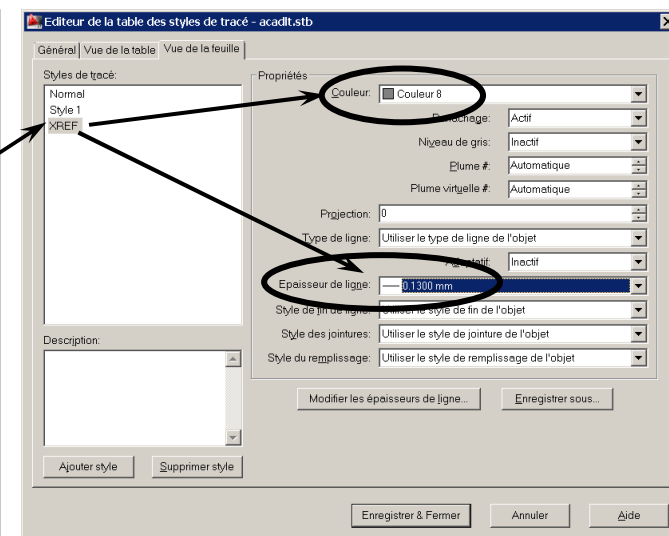 Editeur de la table des styles de tracé - acadlt.stb
Général Vue de la table Vue de la feuille
Styles de tracé:
Normal
Style 1
XREF
Description:
Ajouter style Supprimer style
Propriétés
Couleur: Couleur 8
Actif
Niveau de gris: Inactif
Plume #: Automatique
Plume virtuelle #: Automatique
Projection: 0
Type de ligne: Utiliser le type de ligne de l'objet
Inactif
Epaisseur de ligne: 0.1300 mm
Style de fin de ligne: Utiliser le style de fin de l'objet
Style des jointures: Utiliser le style de jointure de l'objet
Style du remplissage: Utiliser le style de remplissage de l'objet
Modifier les épaisseurs de ligne... Enregistrer sous...
Enregistrer & Fermer Annuler Aide